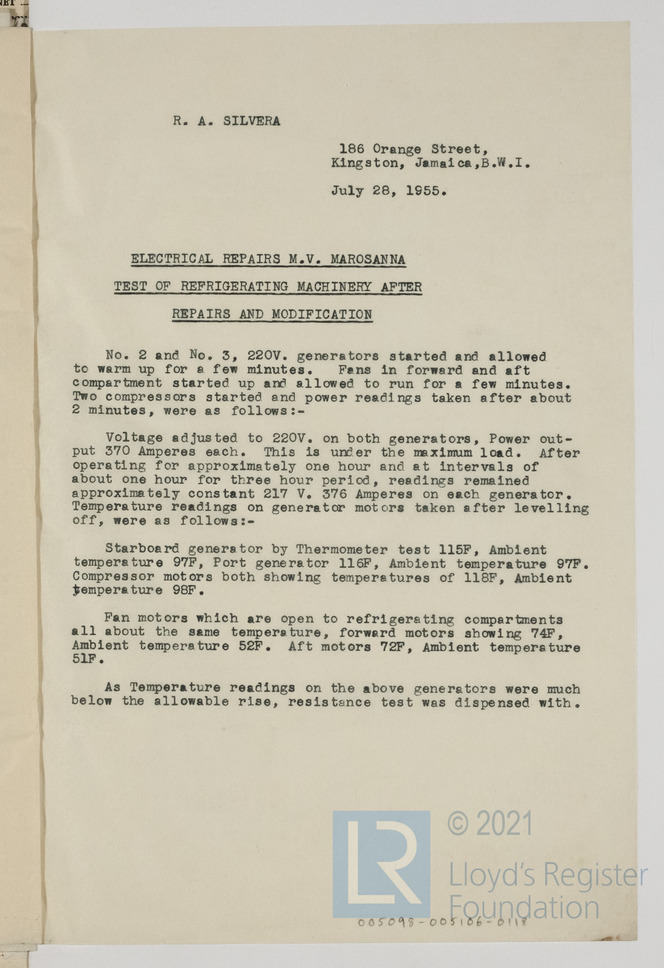 R. A. SILVERA
186 Orange Street,
Kingston, Jamaica,B.W.I.
July 28, 1955.
ELECTRICAL REPAIRS M.V. MAROSANNA
TEST OF REFRIGERATING MACHINERY AFTER
REPAIRS AND MODIFICATION
No. 2 and No. 3, 220V. generators started and allowed
to warm up for a few minutes. Fans in forward and aft
compartment started up and allowed to run for a few minutes.
Two compressors started and power readings taken after about
2 minutes, were as follows:-
Voltage adjusted to 220V. on both generators, Power out-
put 370 Amperes each. This is under the maximum load. After
operating for approximately one hour and at intervals of
about one hour for three hour period, readings remained
approximately constant 217 V. 376 Amperes on each generator.
Temperature readings on generator motors taken after levelling
off, were as follows:-
Starboard generator by Thermometer test 115F, Ambient
temperature 97F, Port generator 116F, Ambient temperature 97F.
Compressor motors both showing temperatures of 118F, Ambient
temperature 98F.
Fan motors which are open to refrigerating compartments
all about the same temperature, forward motors showing 74F,
Ambient temperature 52F. Aft motors 72F, Ambient temperature
51F.
As Temperature readings on the above generators were much
below the allowable rise, resistance test was dispensed with.
LR
© 2021
Lloyd's Register
Foundation
005098-005106-0118